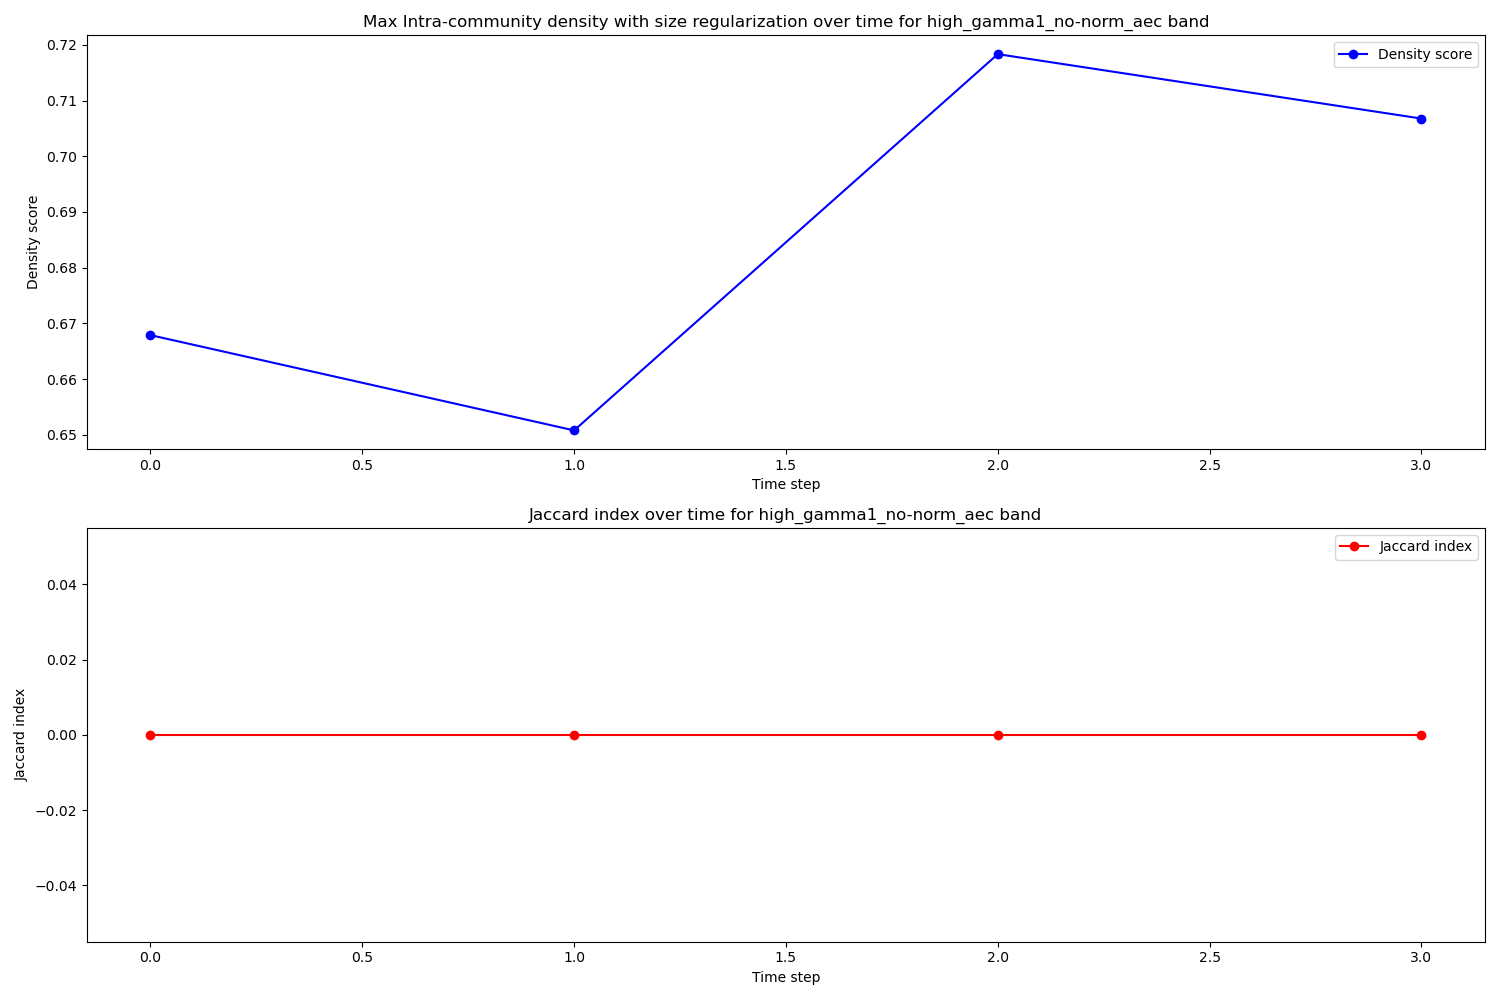 Max Intra-community density with size regularization over time for high_gamma1_no-norm_aec band
Density score
0.72
0.71
0.70
0.69
0.68
0.67
0.66
0.65
Density score
0.0 0.5 1.0 1.5 2.0 2.5 3.0
Time step
Jaccard index over time for high_gamma1_no-norm_aec band
Jaccard index
0.04
0.02
0.00
−0.02
−0.04
Jaccard index
0.0 0.5 1.0 1.5 2.0 2.5 3.0
Time step